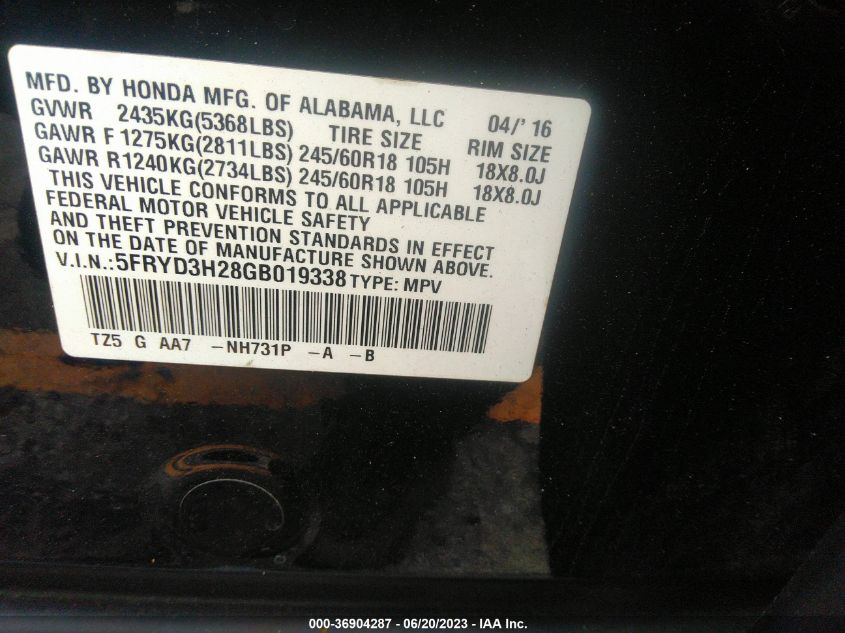 MFD. BY HONDA MFG. OF ALABAMA, LLC 04/' 16
GVWR 2435KG(5368LBS) TIRE SIZE RIM SIZE
GAWR F1275KG(2811LBS) 245/60R18 105H 18X8.0J
GAWR R1240KG(2734LBS) 245/60R18 105H 18X8.0J
THIS VEHICLE CONFORMS TO ALL APPLICABLE
FEDERAL MOTOR VEHICLE SAFETY
AND THEFT PREVENTION STANDARDS IN EFFECT
ON THE DATE OF MANUFACTURE SHOWN ABOVE.
V.I.N.:5FRYD3H28GB019338 TYPE: MPV
TZ5 G AA7 –NH731P –A –B
000-36904287 - 06/20/2023 - IAA Inc.